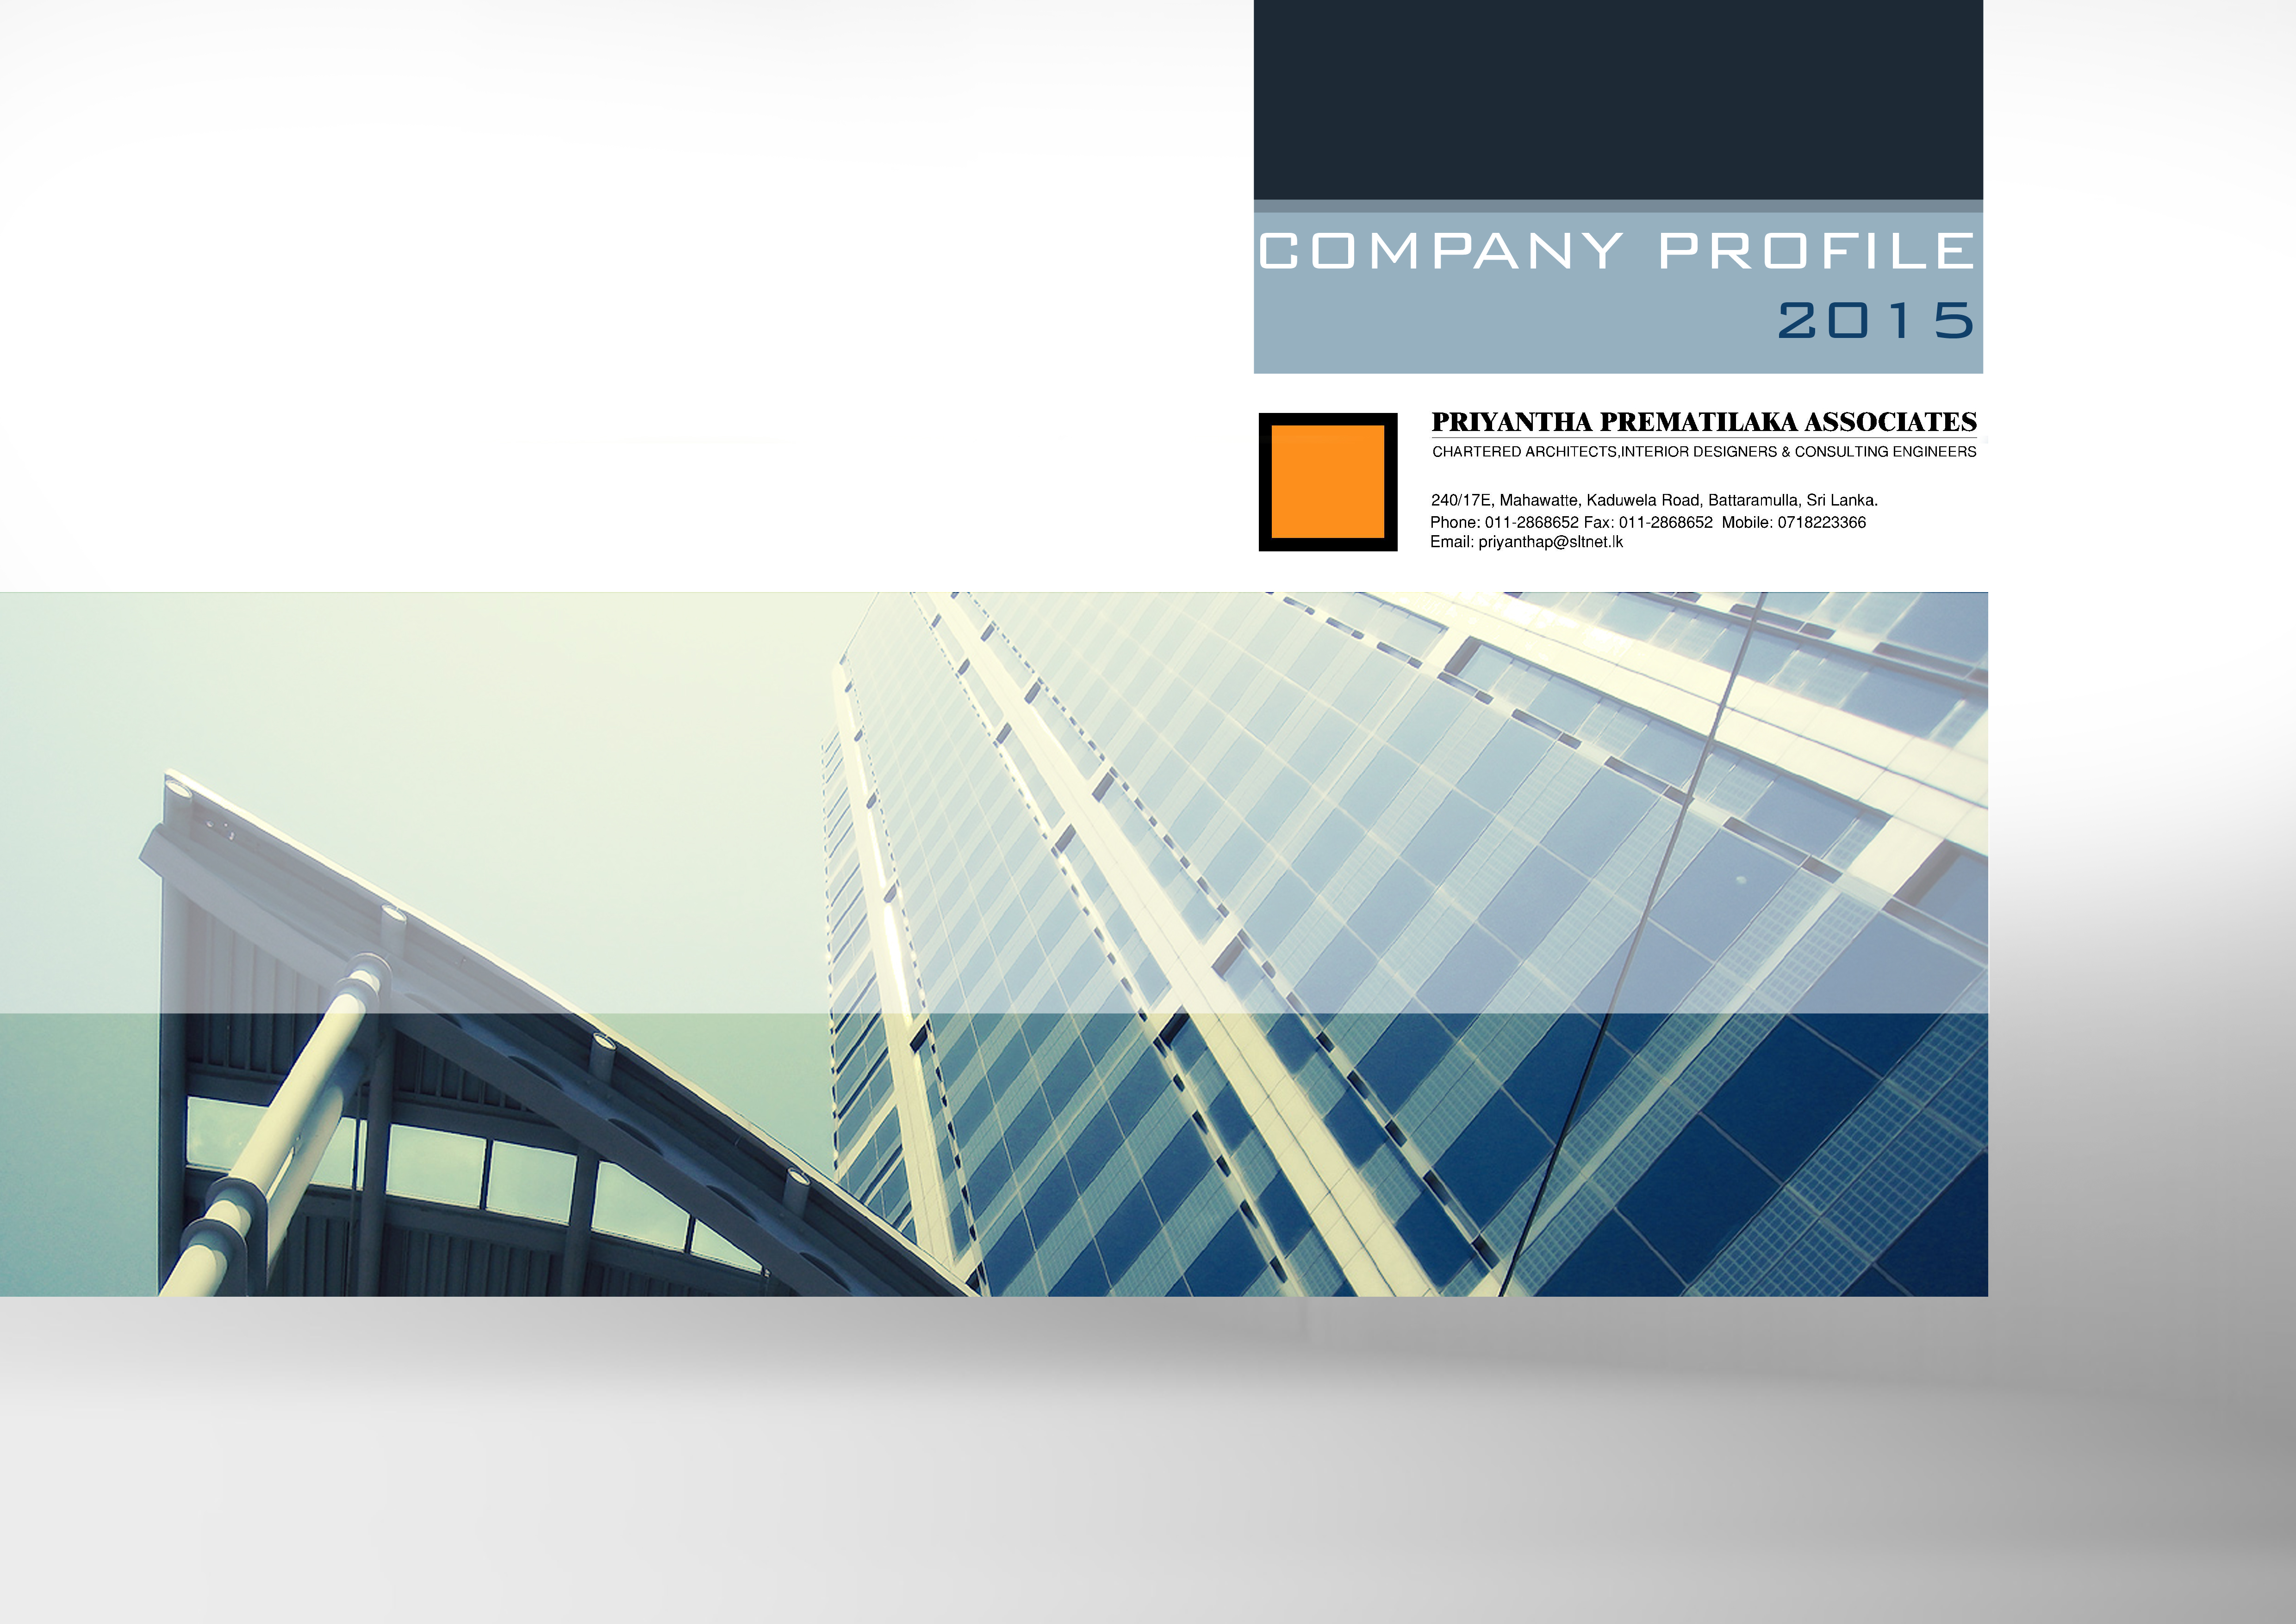 COMPANY PROFILE
2015
PRIYANTHA PREMATILAKA ASSOCIATES
CHARTERED ARCHITECTS,INTERIOR DESIGNERS & CONSULTING ENGINEERS
240/17E, Mahawatte, Kaduwela Road, Battaramulla, Sri Lanka.
Phone: 011-2868652 Fax: 011-2868652 Mobile: 0718223366
Email: priyanthap@sltnet.lk